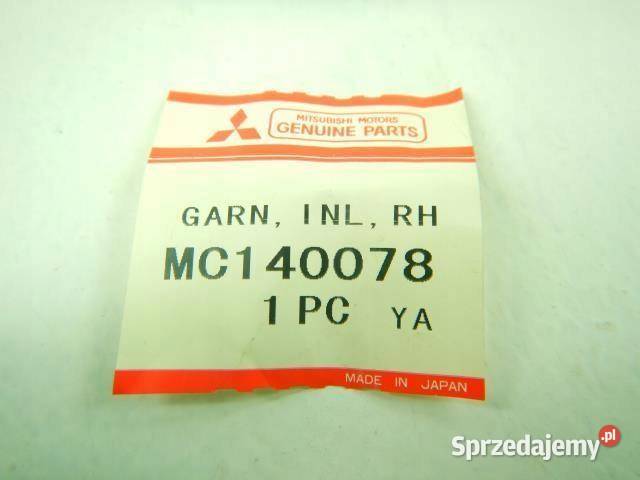 MITSUBISHI MOTORS
GENUINE PARTS
GARN, INL, RH
MC140078
1 PC YA
MADE IN JAPAN
Sprzedajemy.pl